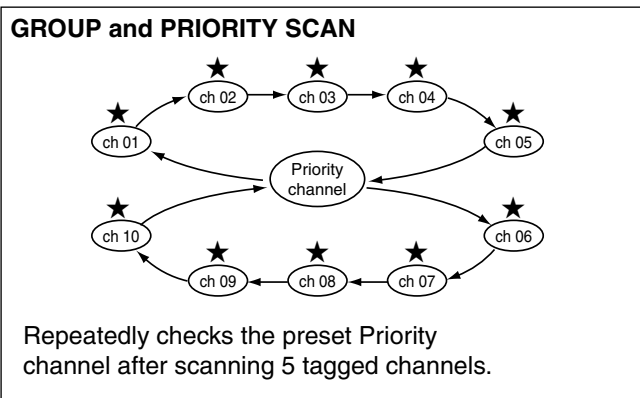 GROUP and PRIORITY SCAN
ch 02
ch 03
ch 04
ch 01
ch 05
Priority
channel
ch 10
ch 06
ch 09
ch 08
ch 07
Repeatedly checks the preset Priority
channel after scanning 5 tagged channels.